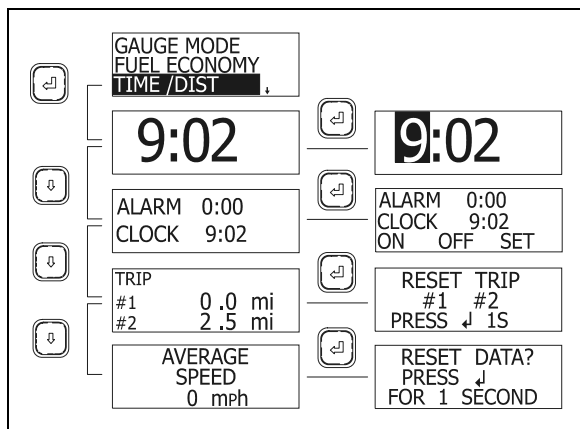 GAUGE MODE
FUEL ECONOMY
TIME /DIST
9:02
9:02
ALARM 0:00
CLOCK 9:02
ALARM 0:00
CLOCK 9:02
ON OFF SET
TRIP
#1 0.0 mi
#2 2.5 mi
RESET TRIP
#1 #2
PRESS ↲ 1S
AVERAGE
SPEED
0 mph
RESET DATA?
PRESS ↲
FOR 1 SECOND